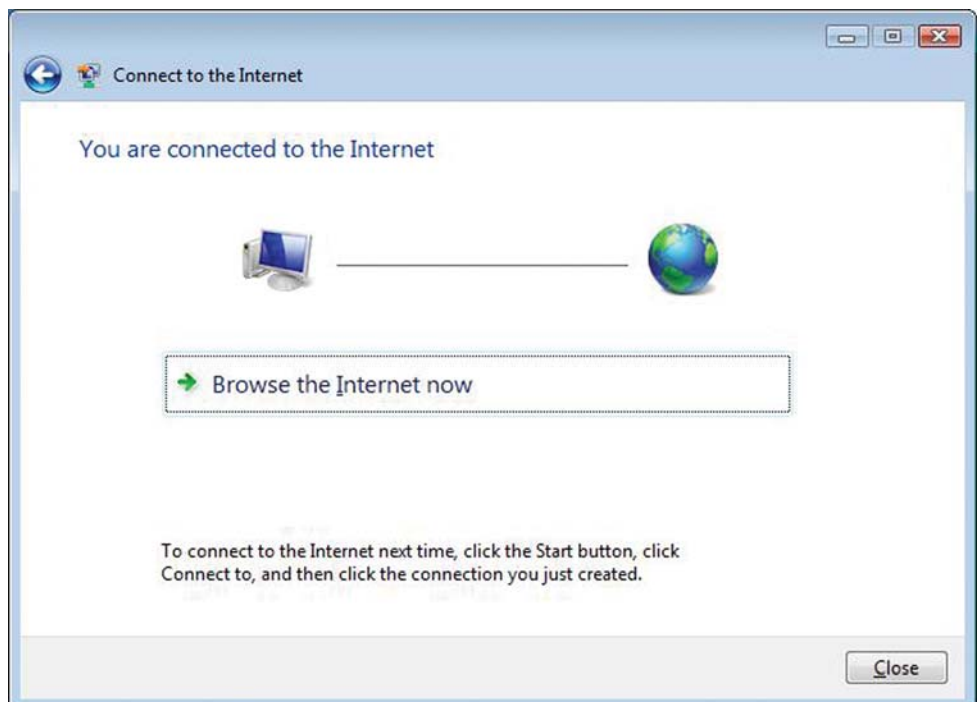 Connect to the Internet
You are connected to the Internet
Browse the Internet now
To connect to the Internet next time, click the Start button, click
Connect to, and then click the connection you just created.
Close